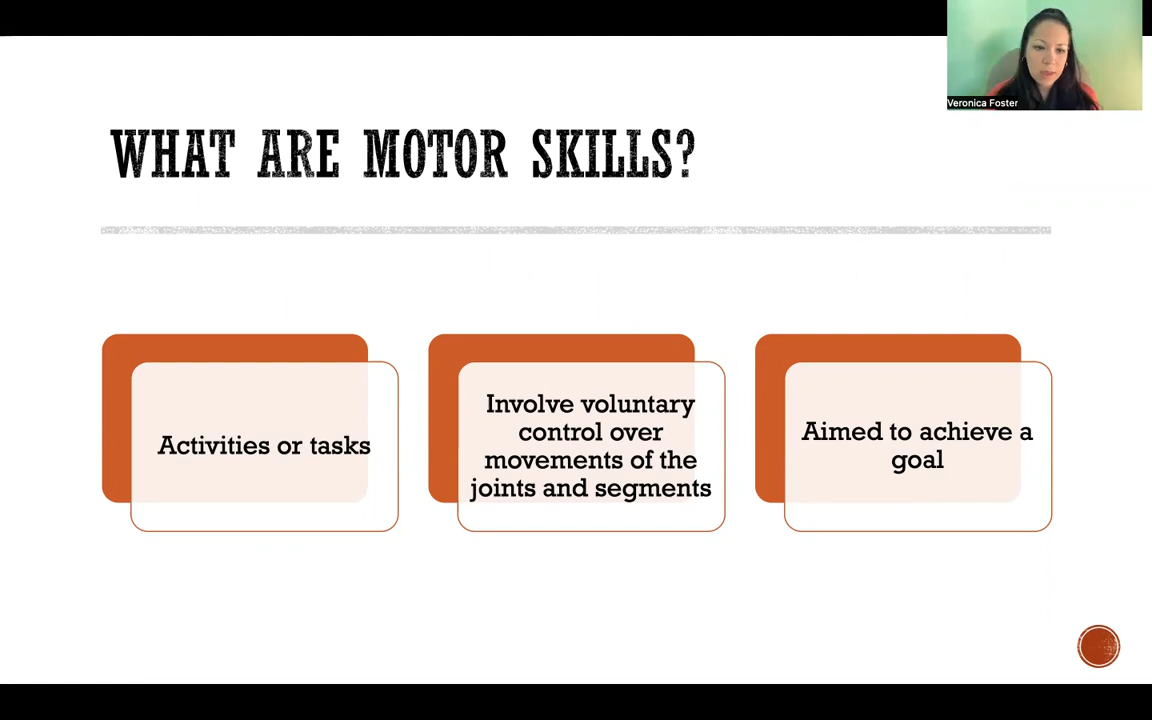 Veronica Foster
WHAT ARE MOTOR SKILLS?
Activities or tasks
Involve voluntary
control over
movements of the
joints and segments
Aimed to achieve a
goal